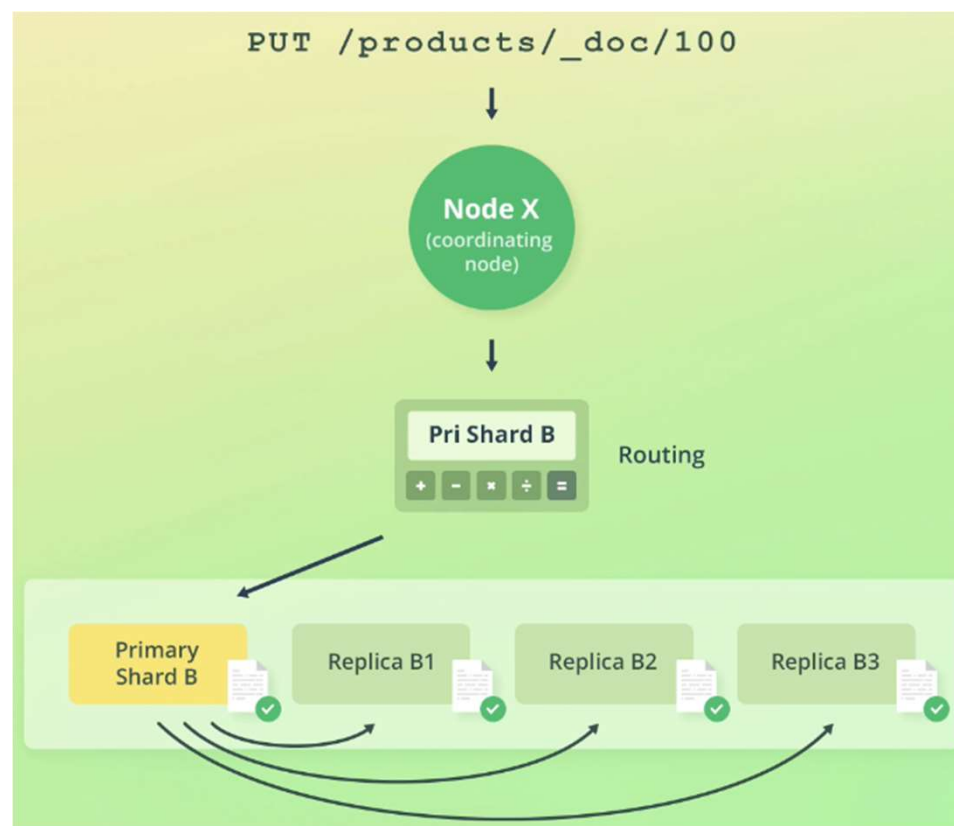 PUT /products/_doc/100
Node X
(coordinating
node)
Pri Shard B
Routing
+ - × ÷ =
Primary
Shard B
Replica B1
Replica B2
Replica B3